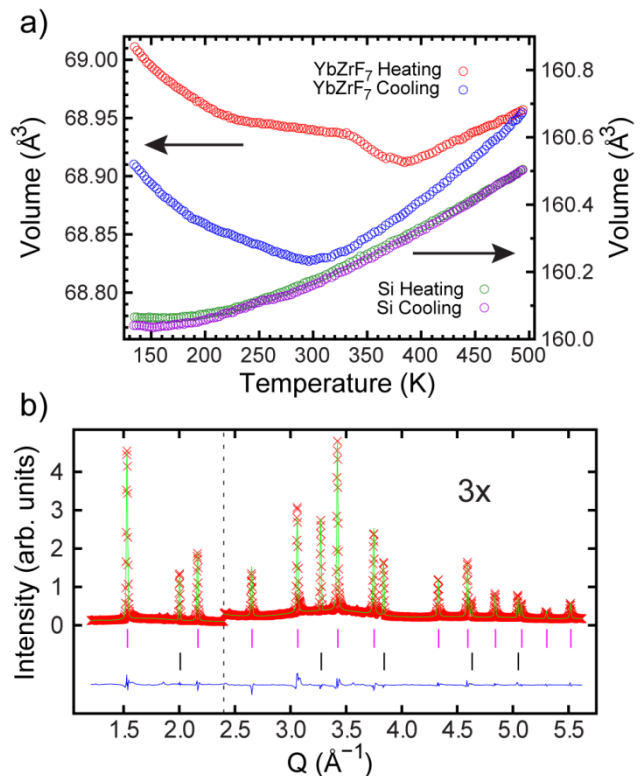 a)
YbZrF₇ Heating
YbZrF₇ Cooling
Si Heating
Si Cooling
Volume (Å³)
69.00
68.95
68.90
68.85
68.80
Volume (Å³)
160.8
160.6
160.4
160.2
160.0
150 200 250 300 350 400 450 500
Temperature (K)
b)
3x
Intensity (arb. units)
4
3
2
1
0
1.5 2.0 2.5 3.0 3.5 4.0 4.5 5.0 5.5
Q (Å⁻¹)